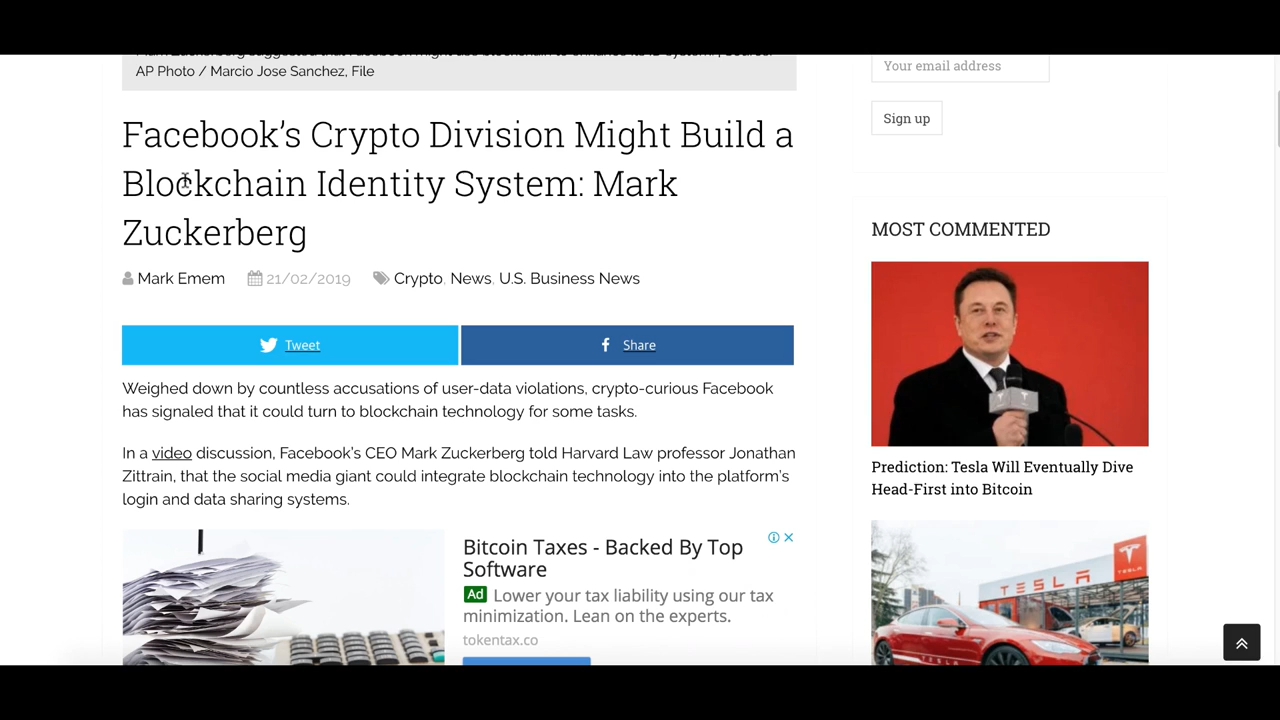 AP Photo / Marcio Jose Sanchez, File
Facebook's Crypto Division Might Build a
Blockchain Identity System: Mark
Zuckerberg
Mark Emem 21/02/2019 Crypto, News, U.S. Business News
Tweet
Share
Weighed down by countless accusations of user-data violations, crypto-curious Facebook
has signaled that it could turn to blockchain technology for some tasks.
In a video discussion, Facebook's CEO Mark Zuckerberg told Harvard Law professor Jonathan
Zittrain, that the social media giant could integrate blockchain technology into the platform's
login and data sharing systems.
Bitcoin Taxes - Backed By Top
Software
Ad Lower your tax liability using our tax
minimization. Lean on the experts.
tokentax.co
Your email address
Sign up
MOST COMMENTED
Prediction: Tesla Will Eventually Dive
Head-First into Bitcoin
TESLA